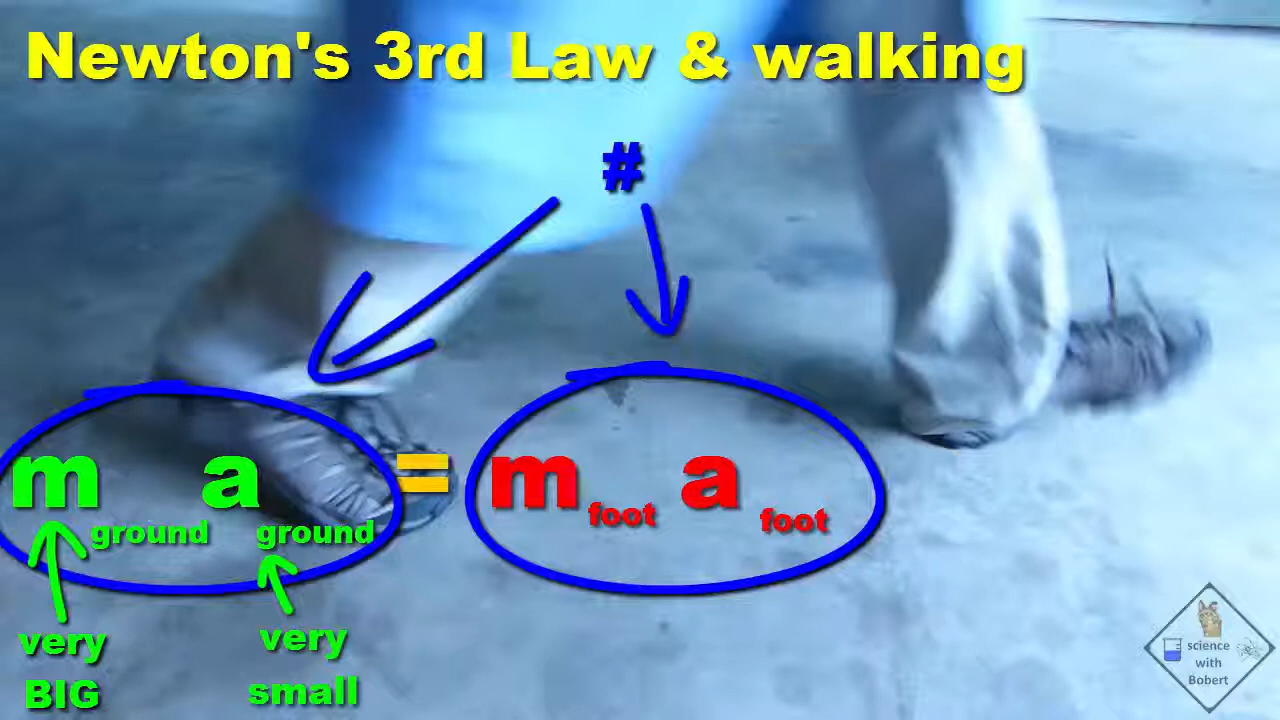 Newton's 3rd Law & walking
#
m ground a ground = m foot a foot
very very
BIG small
science
with
Bobert